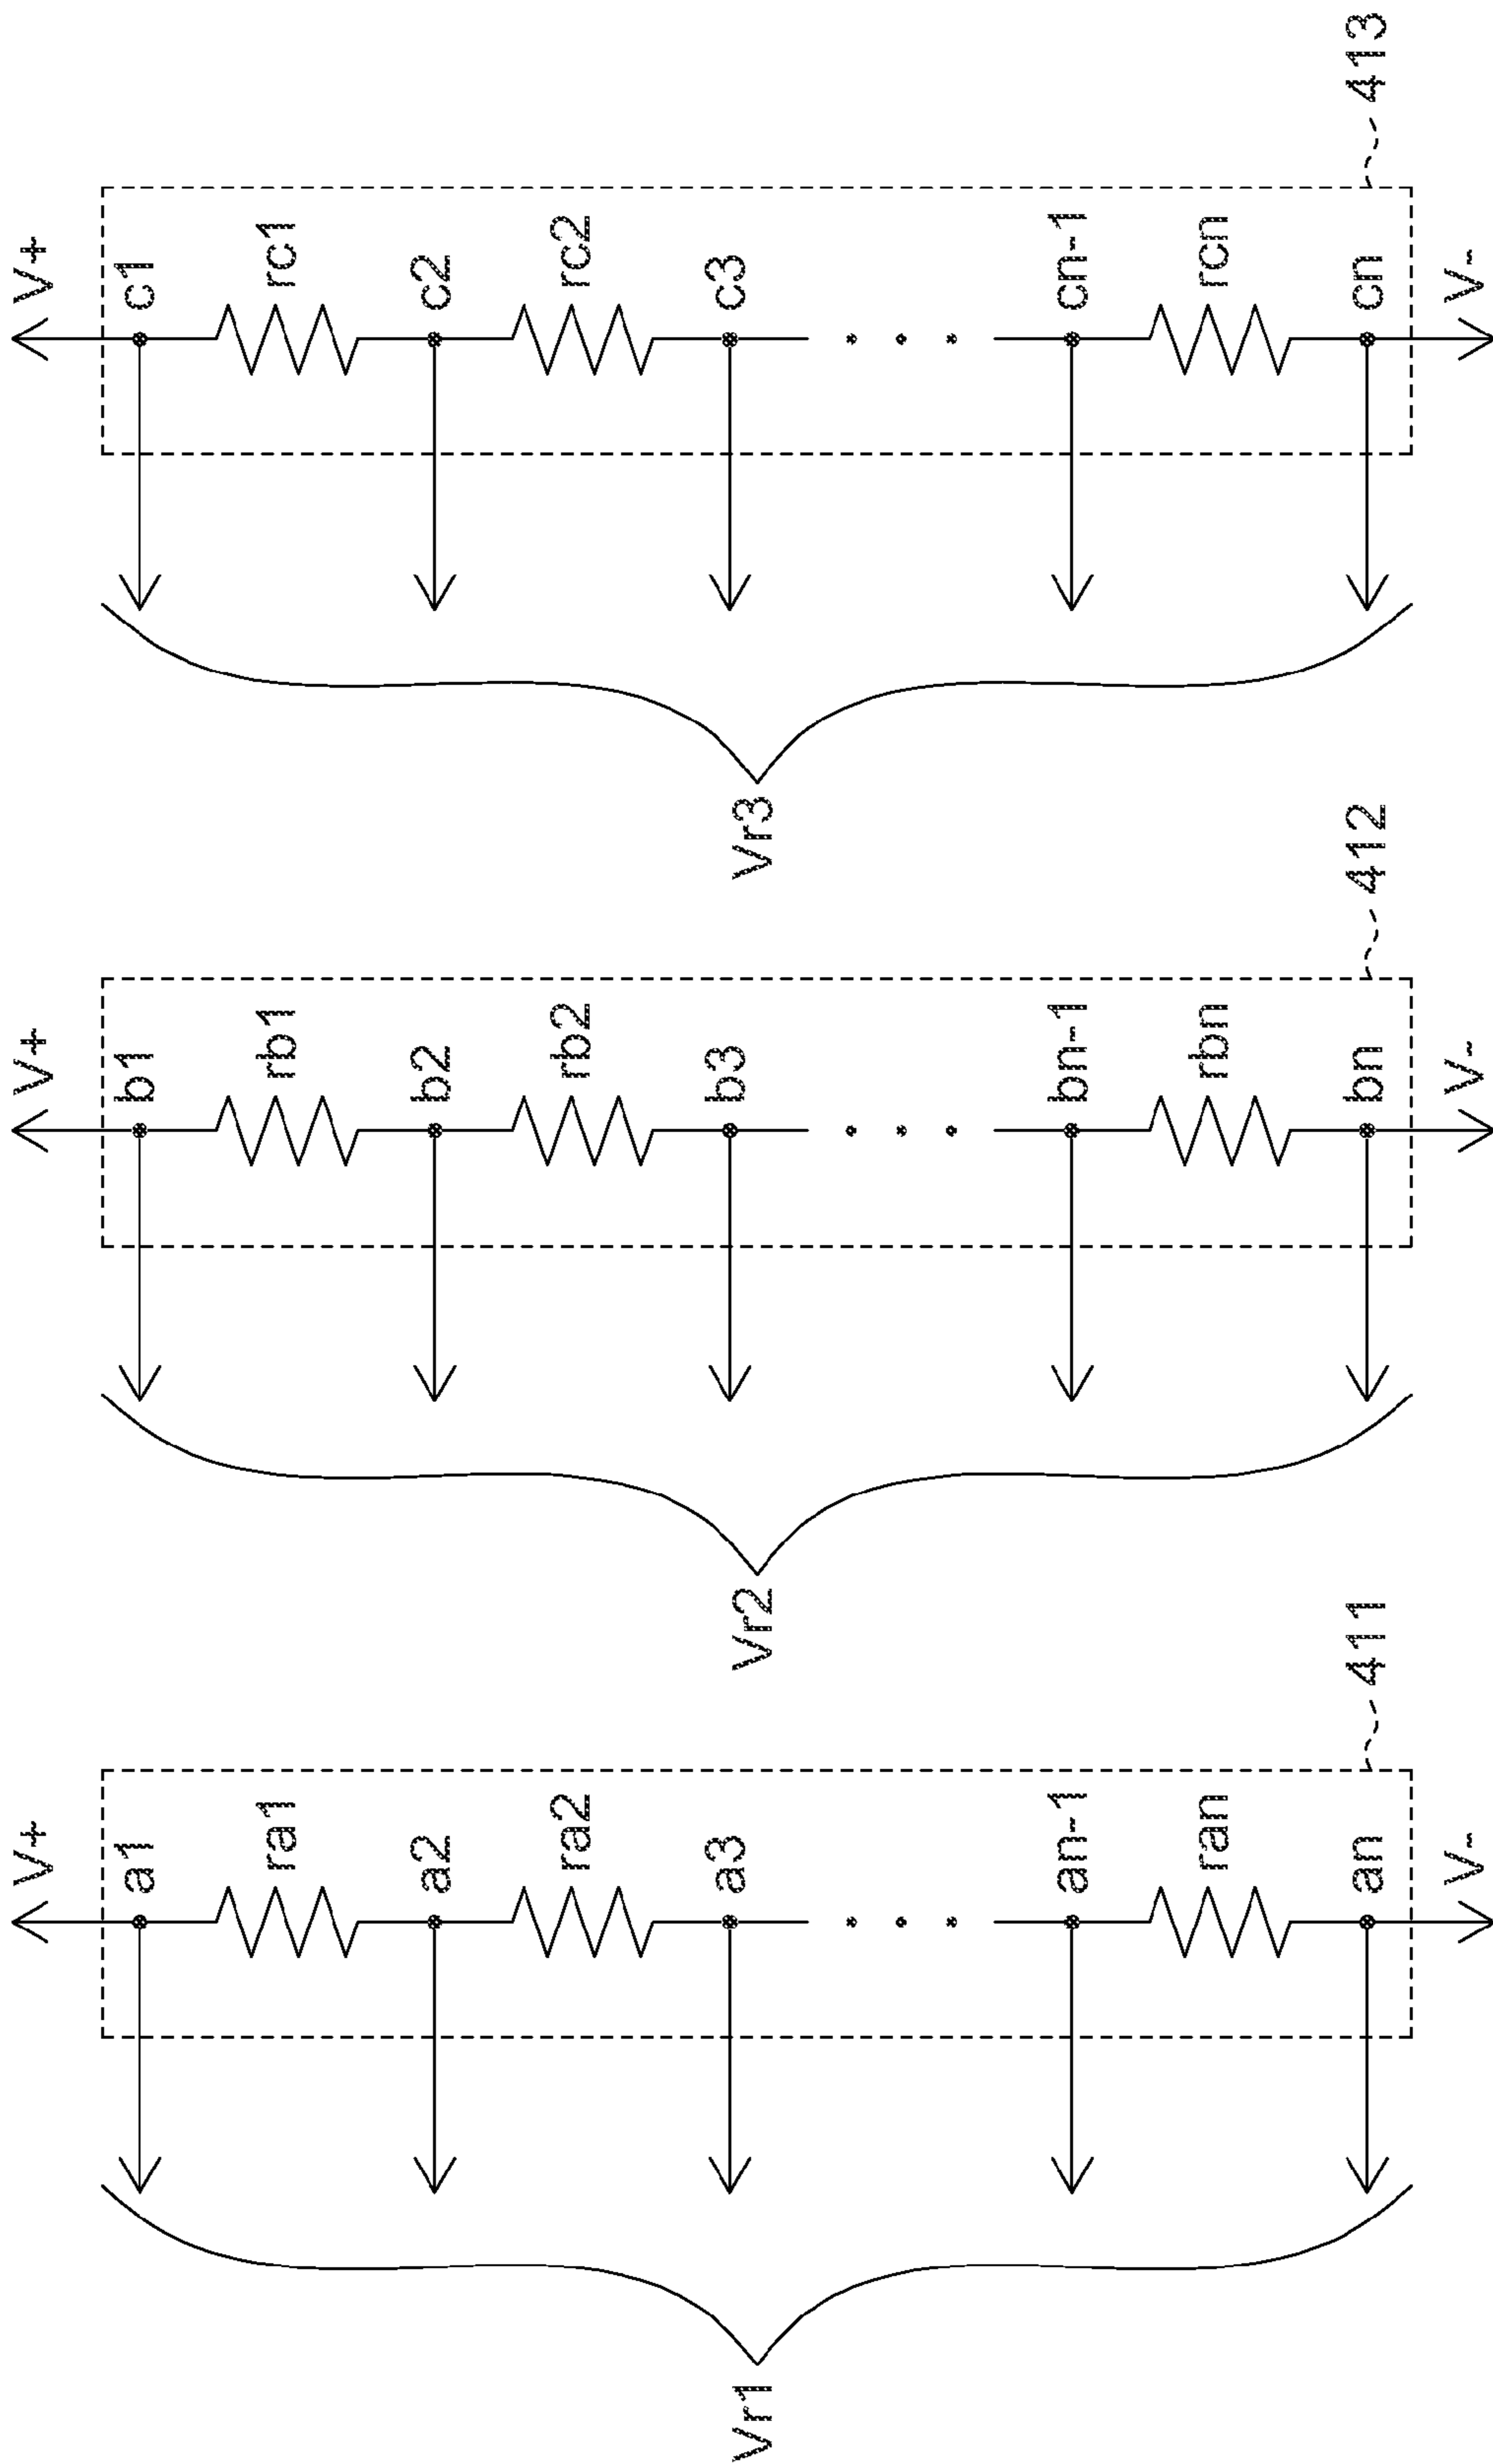 V+
a1
ra1
a2
ra2
Vr1
a3
an-1
ran
an
411
V-
V+
b1
rb1
b2
rb2
Vr2
b3
bn-1
rbn
bn
412
V-
V+
c1
rc1
c2
rc2
Vr3
c3
cn-1
rcn
cn
413
V-